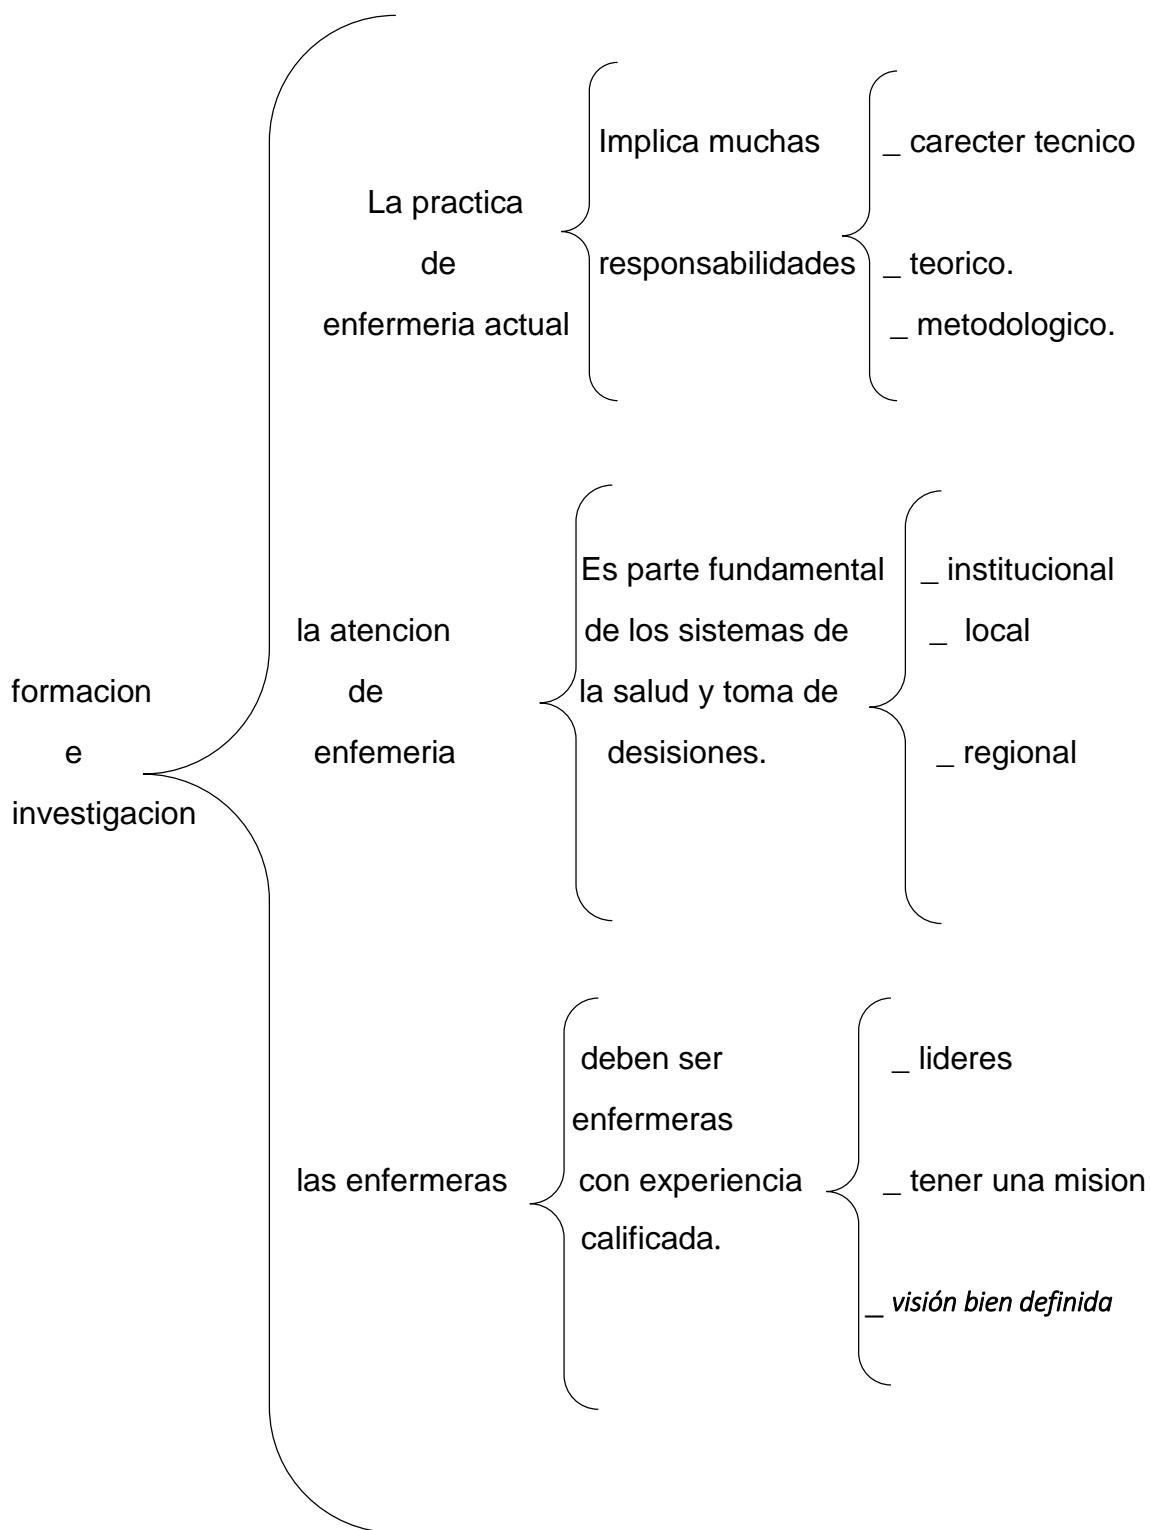 formacion
e
investigacion
La practica
de
enfermeria actual
Implica muchas
responsabilidades
_ carecter tecnico
_ teorico.
_ metodologico.
la atencion
de
enfemeria
Es parte fundamental
de los sistemas de
la salud y toma de
desisiones.
_ institucional
_ local
_ regional
las enfermeras
deben ser
enfermeras
con experiencia
calificada.
_ lideres
_ tener una mision
_ visión bien definida